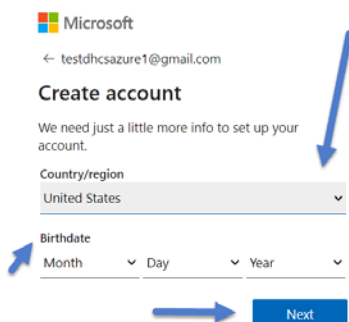 Microsoft
← testdhcsazure1@gmail.com
Create account
We need just a little more info to set up your
account.
Country/region
United States
Birthdate
Month Day Year
Next